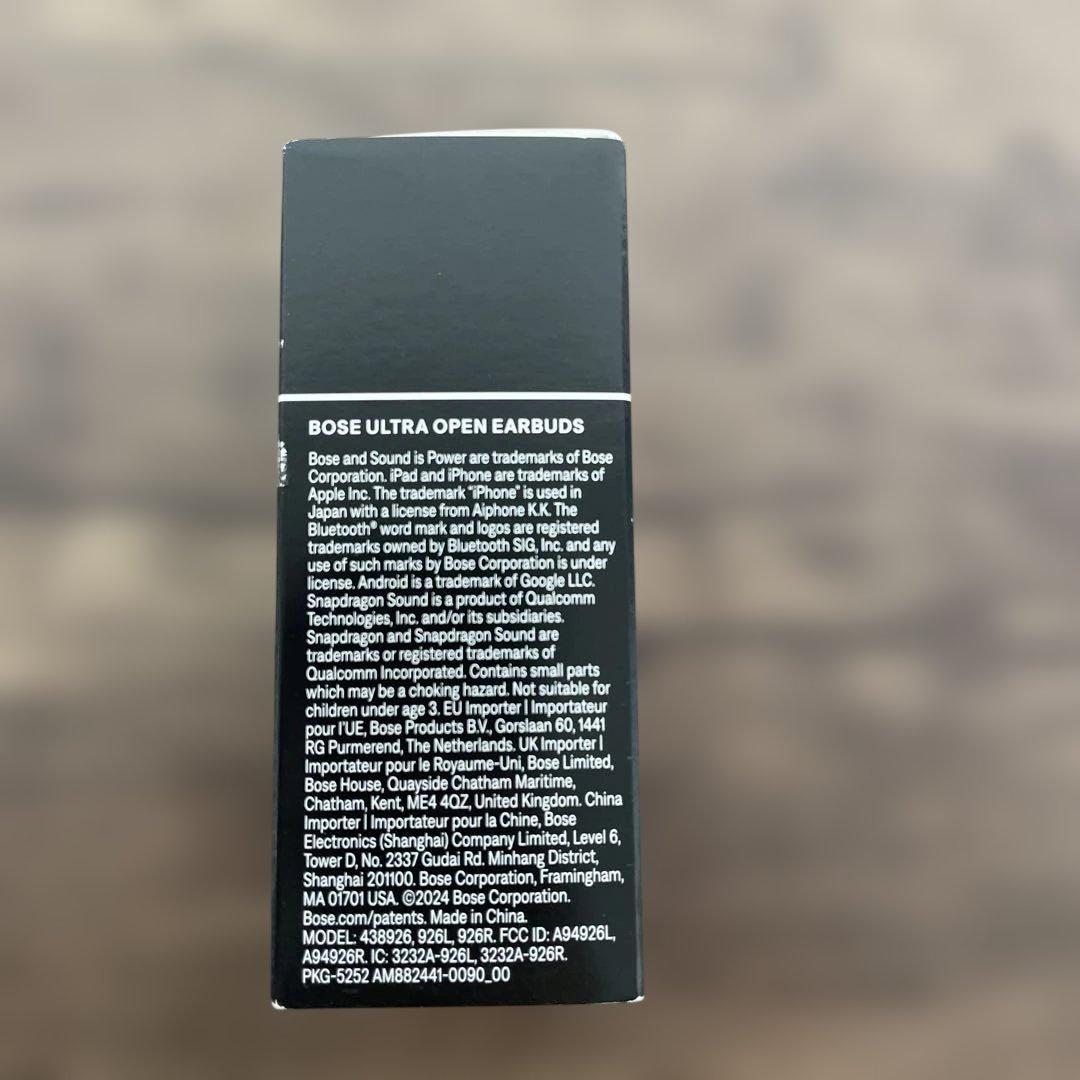 BOSE ULTRA OPEN EARBUDS
Bose and Sound is Power are trademarks of Bose
Corporation. iPad and iPhone are trademarks of
Apple Inc. The trademark "iPhone" is used in
Japan with a license from Aiphone K.K. The
Bluetooth® word mark and logos are registered
trademarks owned by Bluetooth SIG, Inc. and any
use of such marks by Bose Corporation is under
license. Android is a trademark of Google LLC.
Snapdragon Sound is a product of Qualcomm
Technologies, Inc. and/or its subsidiaries.
Snapdragon and Snapdragon Sound are
trademarks or registered trademarks of
Qualcomm Incorporated. Contains small parts
which may be a choking hazard. Not suitable for
children under age 3. EU Importer | Importateur
pour l'UE, Bose Products B.V., Gorslaan 60, 1441
RG Purmerend, The Netherlands. UK Importer |
Importateur pour le Royaume-Uni, Bose Limited,
Bose House, Quayside Chatham Maritime,
Chatham, Kent, ME4 4QZ, United Kingdom. China
Importer | Importateur pour la Chine, Bose
Electronics (Shanghai) Company Limited, Level 6,
Tower D, No. 2337 Gudai Rd. Minhang District,
Shanghai 201100. Bose Corporation, Framingham,
MA 01701 USA. ©2024 Bose Corporation.
Bose.com/patents. Made in China.
MODEL: 438926, 926L, 926R. FCC ID: A94926L,
A94926R. IC: 3232A-926L, 3232A-926R.
PKG-5252 AM882441-0090_00